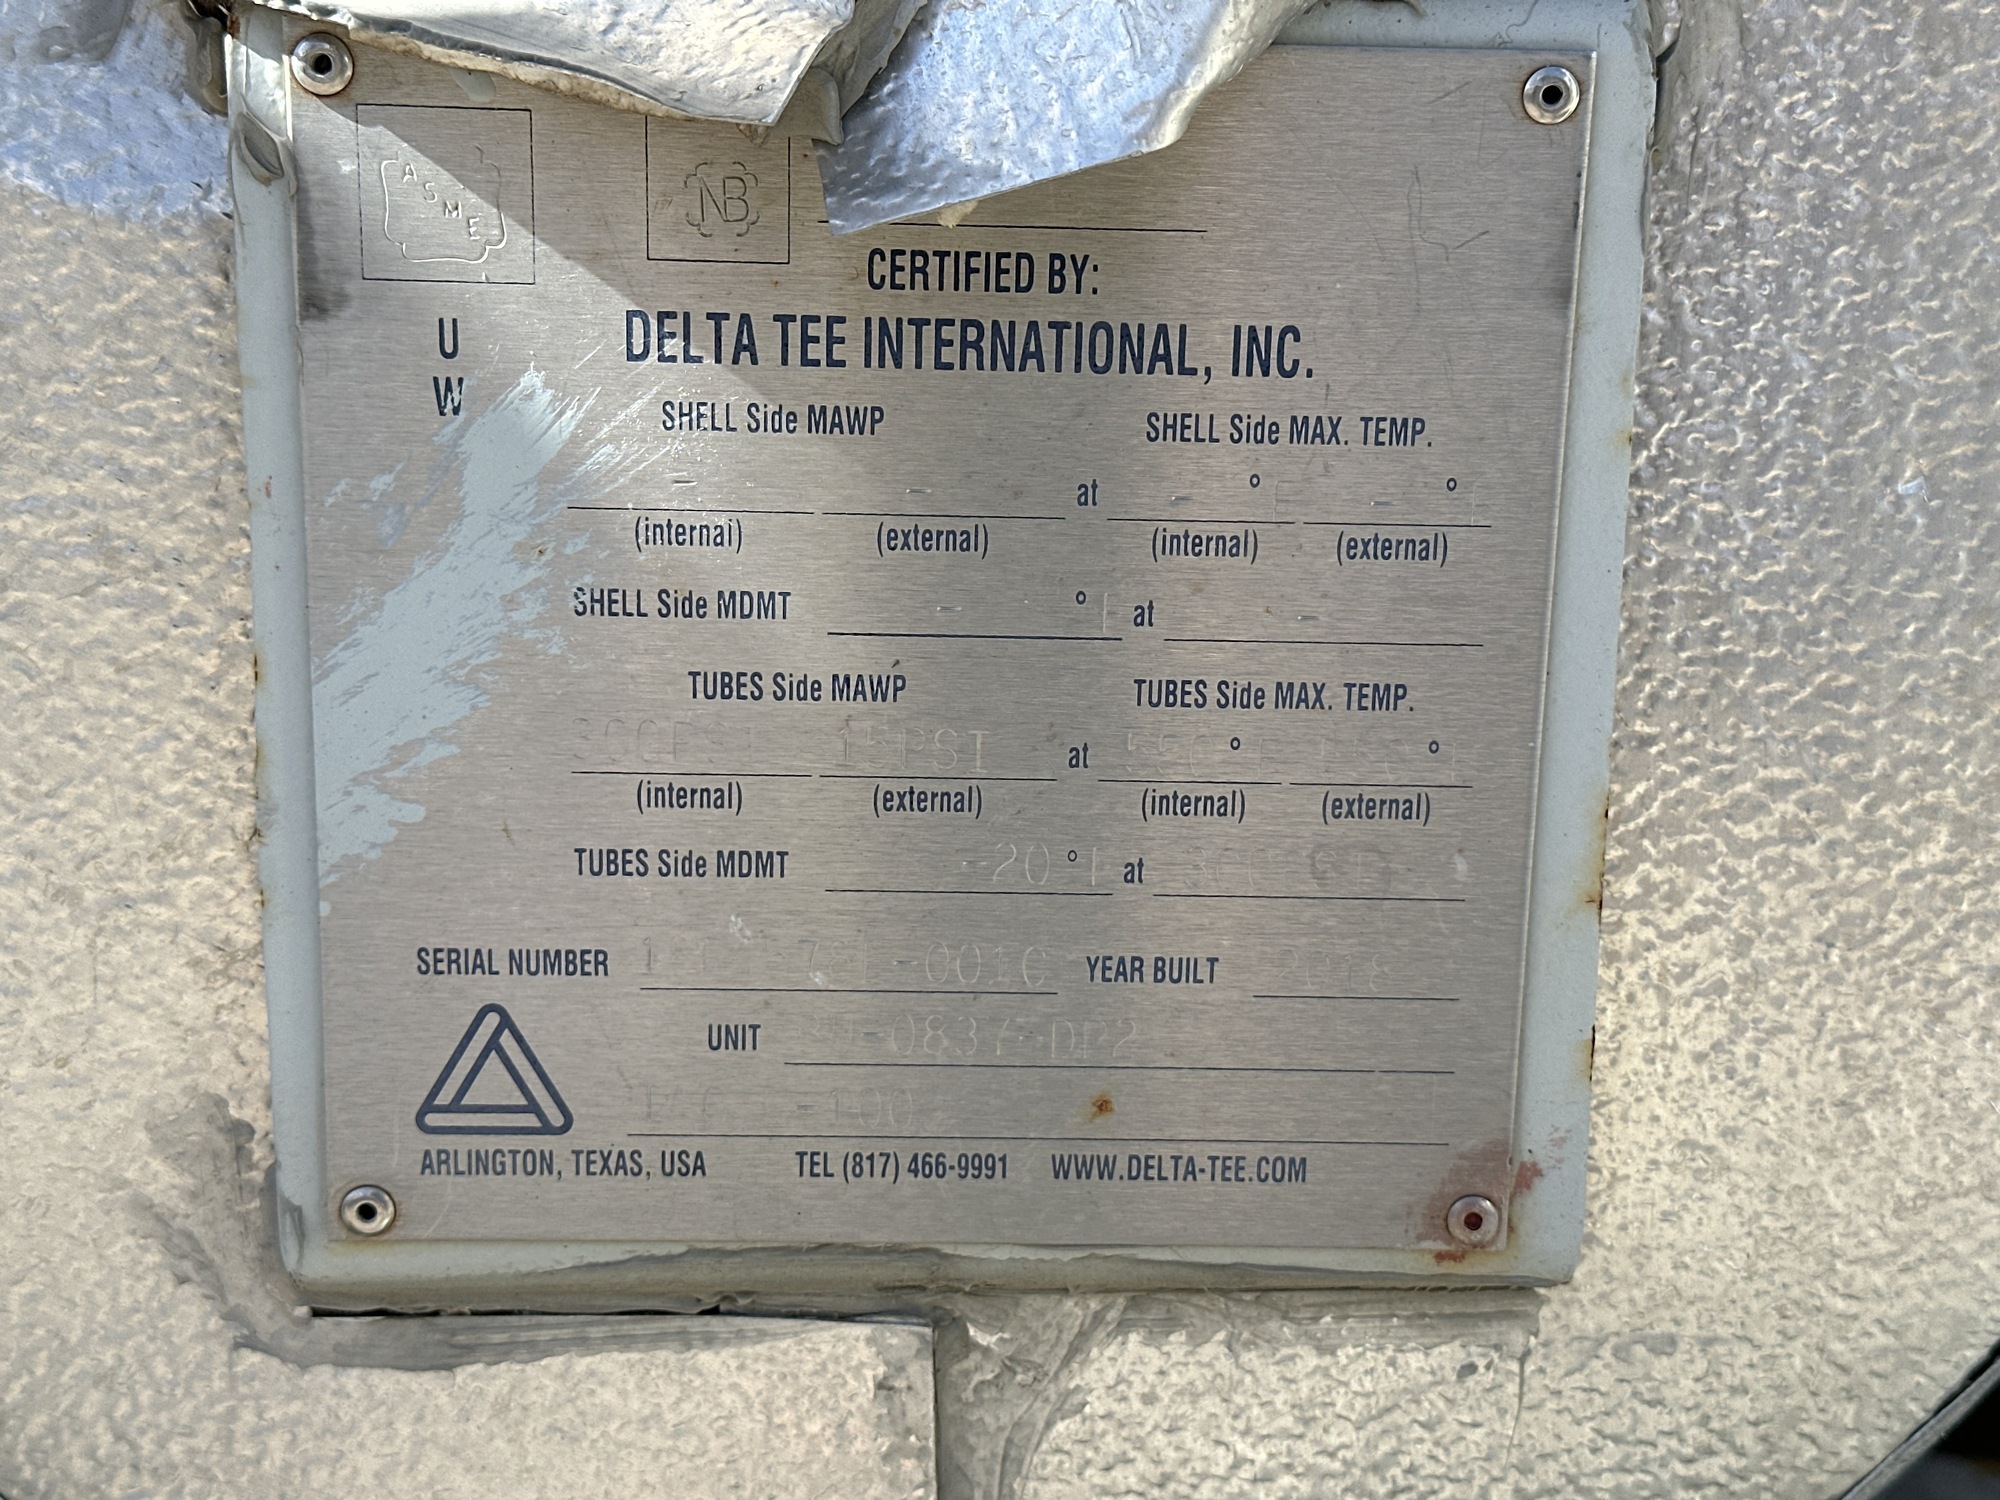 ASME
NB
CERTIFIED BY:
U
DELTA TEE INTERNATIONAL, INC.
W
SHELL Side MAWP SHELL Side MAX. TEMP.
- - at - ° - °
(internal) (external) (internal) (external)
SHELL Side MDMT - ° at -
TUBES Side MAWP TUBES Side MAX. TEMP.
300PSI 15PSI at ° °
(internal) (external) (internal) (external)
TUBES Side MDMT -20 °F at
SERIAL NUMBER YEAR BUILT
UNIT
ARLINGTON, TEXAS, USA TEL (817) 466-9991 WWW.DELTA-TEE.COM